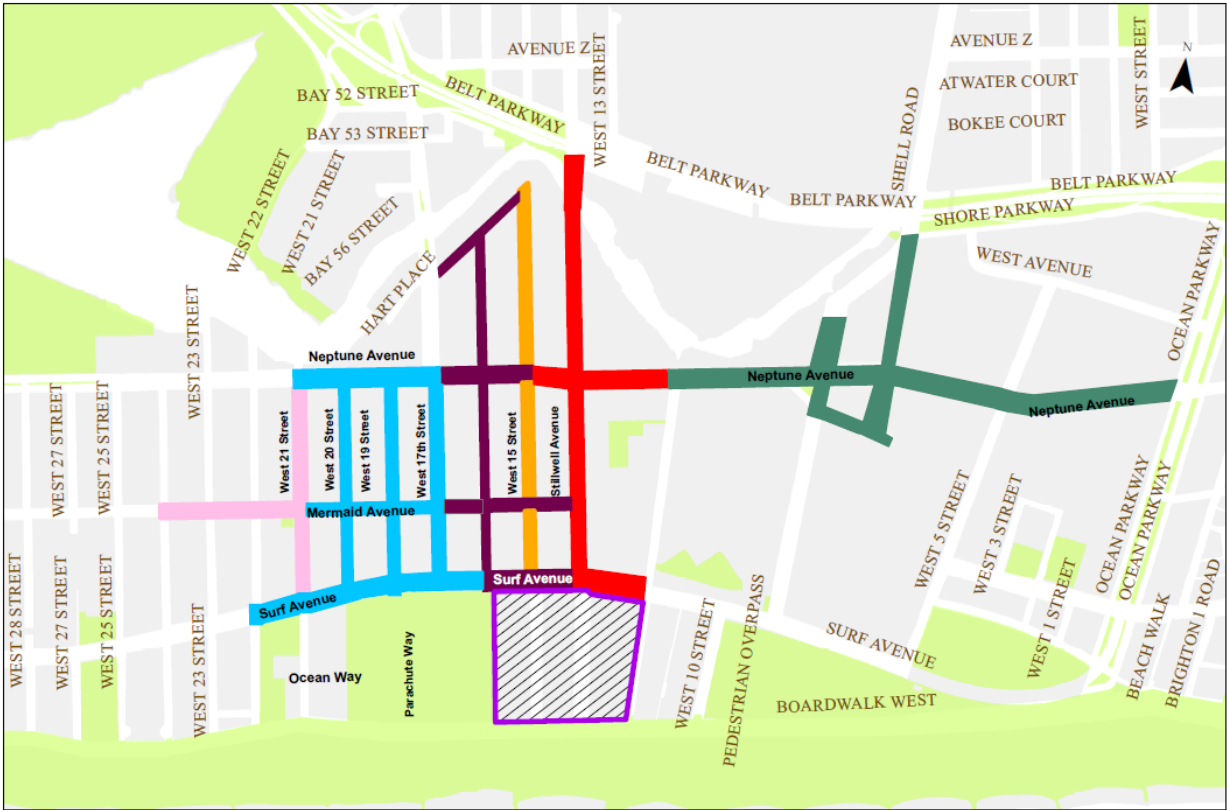 AVENUE Z
WEST 13 STREET
AVENUE Z
WEST STREET
N
BAY 52 STREET
BELT PARKWAY
ATWATER COURT
BAY 53 STREET
BOKEE COURT
SHELL ROAD
WEST 22 STREET
WEST 21 STREET
BELT PARKWAY
BELT PARKWAY
BELT PARKWAY
SHORE PARKWAY
BAY 56 STREET
HART PLACE
WEST AVENUE
OCEAN PARKWAY
WEST 23 STREET
Neptune Avenue
Neptune Avenue
Neptune Avenue
WEST 27 STREET
WEST 25 STREET
West 21 Street
West 20 Street
West 19 Street
West 17th Street
West 15 Street
Stillwell Avenue
Mermaid Avenue
WEST 5 STREET
WEST 3 STREET
OCEAN PARKWAY
OCEAN PARKWAY
WEST 28 STREET
WEST 27 STREET
WEST 25 STREET
WEST 23 STREET
Surf Avenue
Surf Avenue
WEST 1 STREET
BEACH WALK
BRIGHTON 1 ROAD
Ocean Way
Parachute Way
WEST 10 STREET
PEDESTRIAN OVERPASS
SURF AVENUE
BOARDWALK WEST